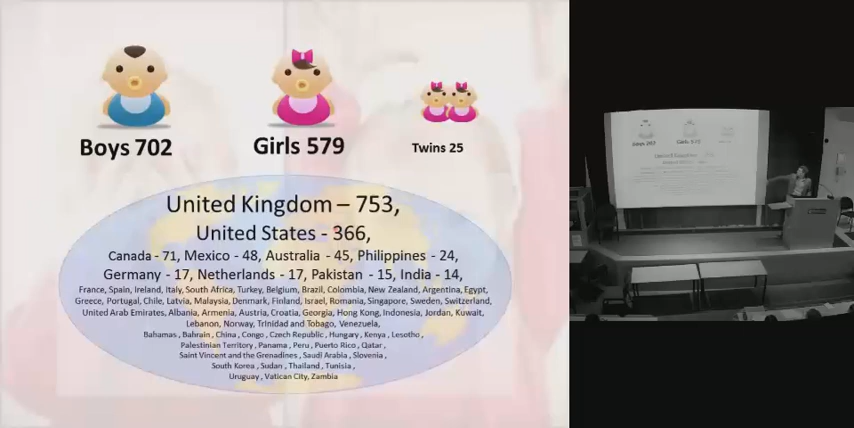 Boys 702
Girls 579
Twins 25
United Kingdom – 753,
United States - 366,
Canada - 71, Mexico - 48, Australia - 45, Philippines - 24,
Germany - 17, Netherlands - 17, Pakistan - 15, India - 14,
France, Spain, Ireland, Italy, South Africa, Turkey, Belgium, Brazil, Colombia, New Zealand, Argentina, Egypt,
Greece, Portugal, Chile, Latvia, Malaysia, Denmark, Finland, Israel, Romania, Singapore, Sweden, Switzerland,
United Arab Emirates, Albania, Armenia, Austria, Croatia, Georgia, Hong Kong, Indonesia, Jordan, Kuwait,
Lebanon, Norway, Trinidad and Tobago, Venezuela,
Bahamas , Bahrain , China , Congo , Czech Republic , Hungary , Kenya , Lesotho ,
Palestinian Territory , Panama , Peru , Puerto Rico , Qatar ,
Saint Vincent and the Grenadines , Saudi Arabia , Slovenia ,
South Korea , Sudan , Thailand , Tunisia ,
Uruguay , Vatican City, Zambia